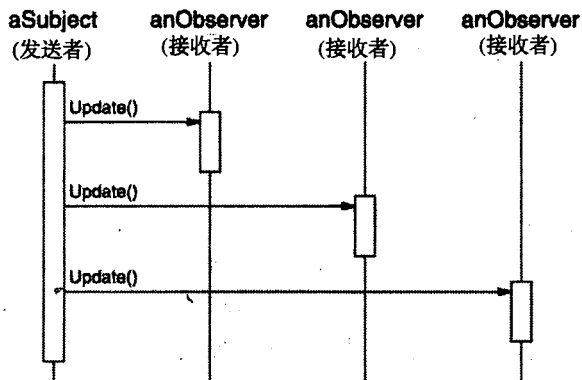 aSubject
(发送者)
anObserver
(接收者)
anObserver
(接收者)
anObserver
(接收者)
Update()
Update()
Update()